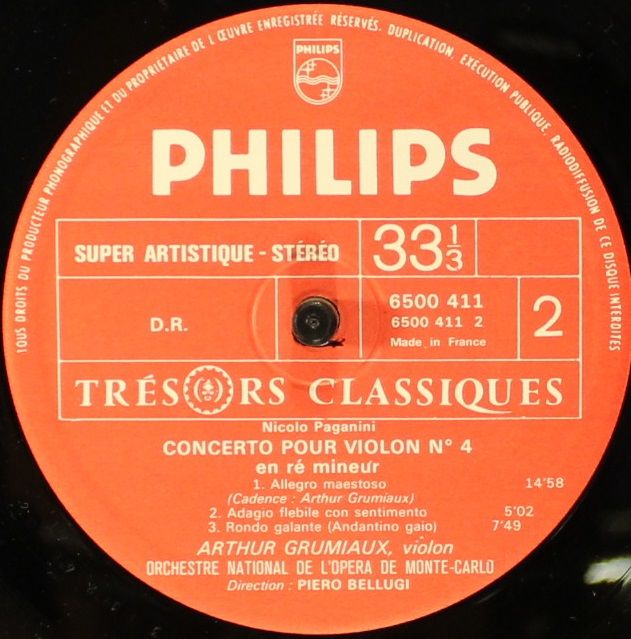 TOUS DROITS DU PRODUCTEUR PHONOGRAPHIQUE ET DU PROPRIETAIRE DE L'ŒUVRE ENREGISTRÉE RÉSERVÉS. DUPLICATION, EXÉCUTION PUBLIQUE, RADIODIFFUSION DE CE DISQUE INTERDITES
PHILIPS
PHILIPS
SUPER ARTISTIQUE - STÉRÉO 33 1/3
D.R. 6500 411 2
6500 411 2
Made in France
TRÉSORS CLASSIQUES
Nicolo Paganini
CONCERTO POUR VIOLON N° 4
en ré mineur
1. Allegro maestoso 14'58
(Cadence : Arthur Grumiaux)
2. Adagio flebile con sentimento 5'02
3. Rondo galante (Andantino gaio) 7'49
ARTHUR GRUMIAUX, violon
ORCHESTRE NATIONAL DE L'OPERA DE MONTE-CARLO
Direction : PIERO BELLUGI